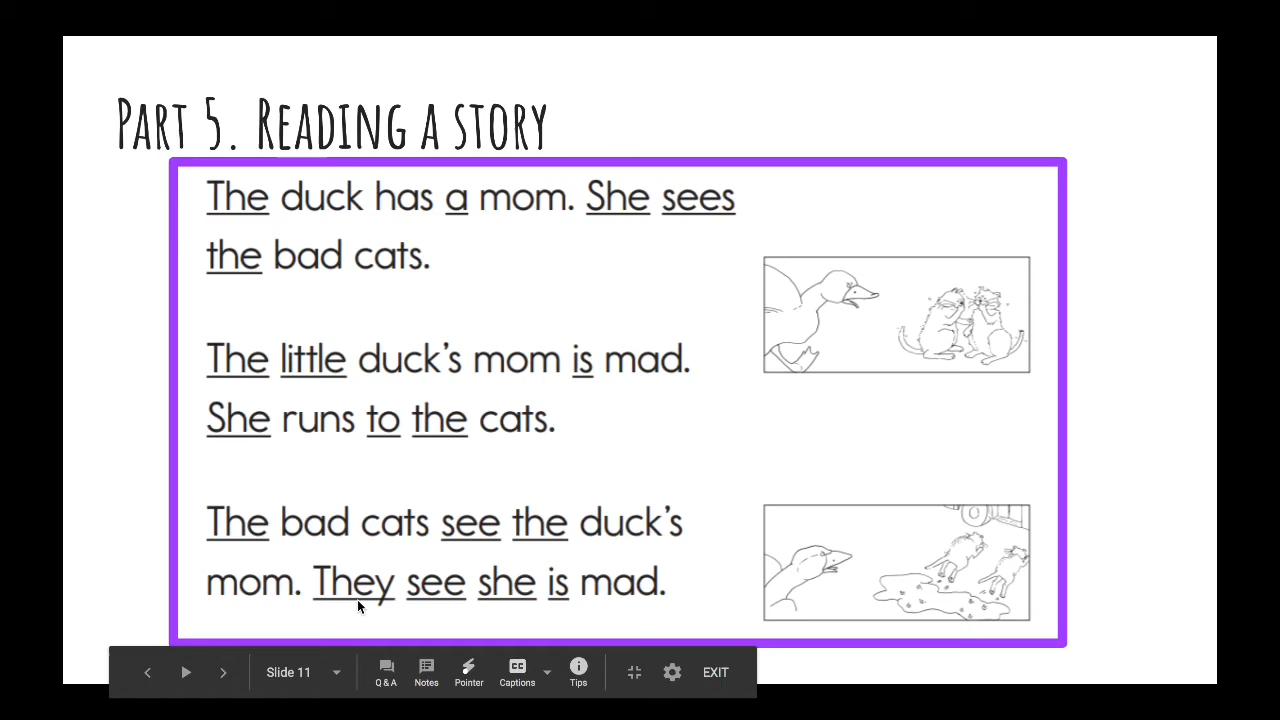 Part 5. Reading a story
The duck has a mom. She sees
the bad cats.
The little duck's mom is mad.
She runs to the cats.
The bad cats see the duck's
mom. They see she is mad.
Slide 11
Q & A
Notes
Pointer
CC
Captions
Tips
EXIT